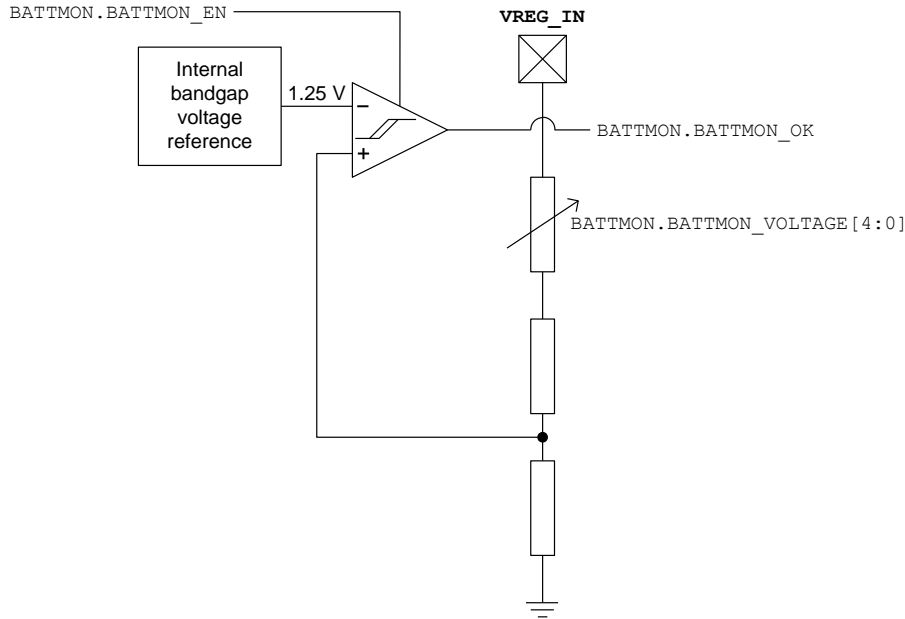 BATTMON.BATTMON_EN
VREG_IN
Internal
bandgap
voltage
reference
1.25 V
−
+
BATTMON.BATTMON_OK
BATTMON.BATTMON_VOLTAGE[4:0]